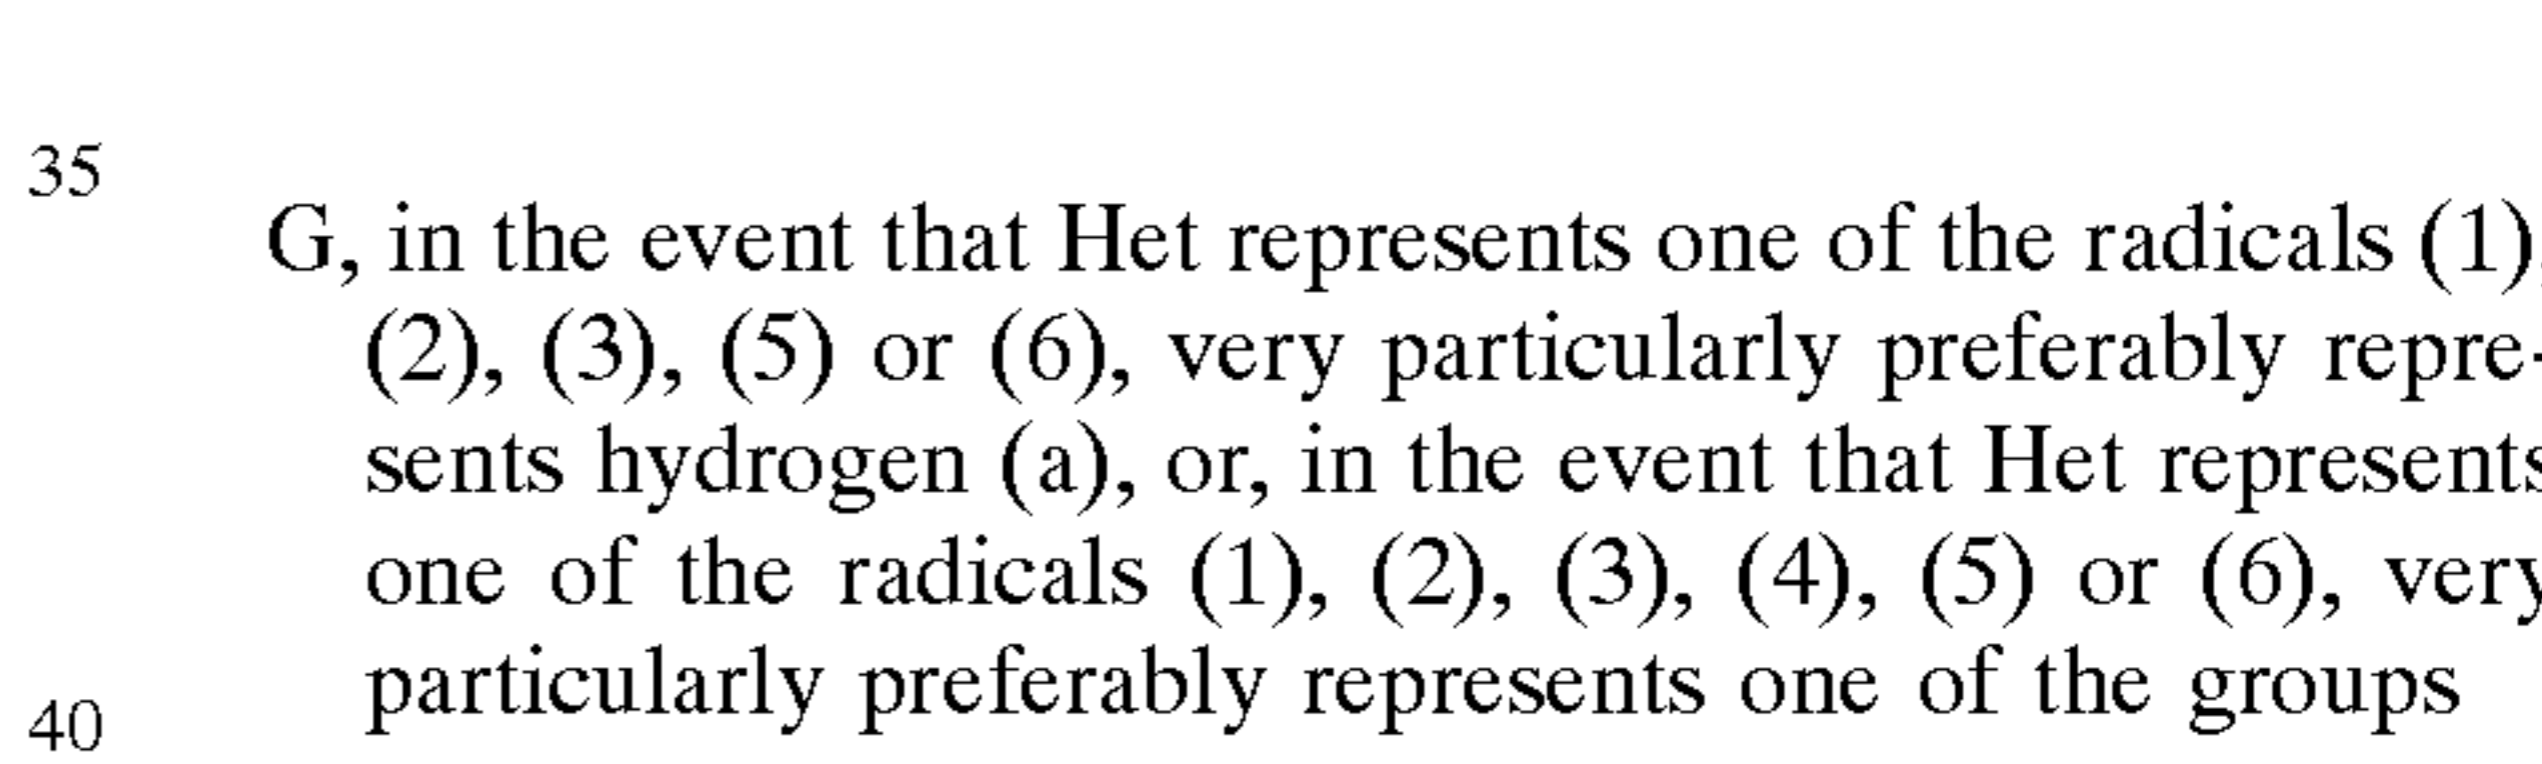 35
G, in the event that Het represents one of the radicals (1),
(2), (3), (5) or (6), very particularly preferably repre-
sents hydrogen (a), or, in the event that Het represents
one of the radicals (1), (2), (3), (4), (5) or (6), very
particularly preferably represents one of the groups
40